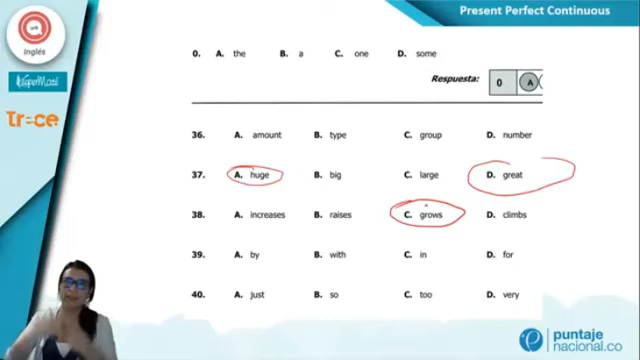 Present Perfect Continuous
Inglés
Tr=ce
0. A. the B. a C. one D. some
Respuesta: 0 A
36. A. amount B. type C. group D. number
37. A. huge B. big C. large D. great
38. A. increases B. raises C. grows D. climbs
39. A. by B. with C. in D. for
40. A. just B. so C. too D. very
puntaje
nacional.co